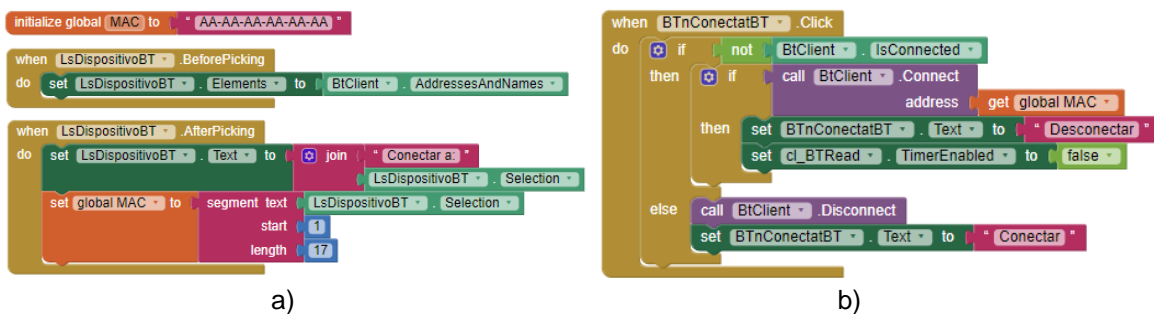 initialize global MAC to " AA-AA-AA-AA-AA-AA "
when LsDispositivoBT .BeforePicking
do set LsDispositivoBT . Elements to BtClient . AddressesAndNames
when LsDispositivoBT .AfterPicking
do set LsDispositivoBT . Text to join " Conectar a: "
LsDispositivoBT . Selection
set global MAC to segment text LsDispositivoBT . Selection
start 1
length 17
a)
when BTnConectatBT .Click
do if not BtClient . IsConnected
then if call BtClient .Connect
address get global MAC
then set BTnConectatBT . Text to " Desconectar "
set cl_BTRead . TimerEnabled to false
else call BtClient .Disconnect
set BTnConectatBT . Text to " Conectar "
b)